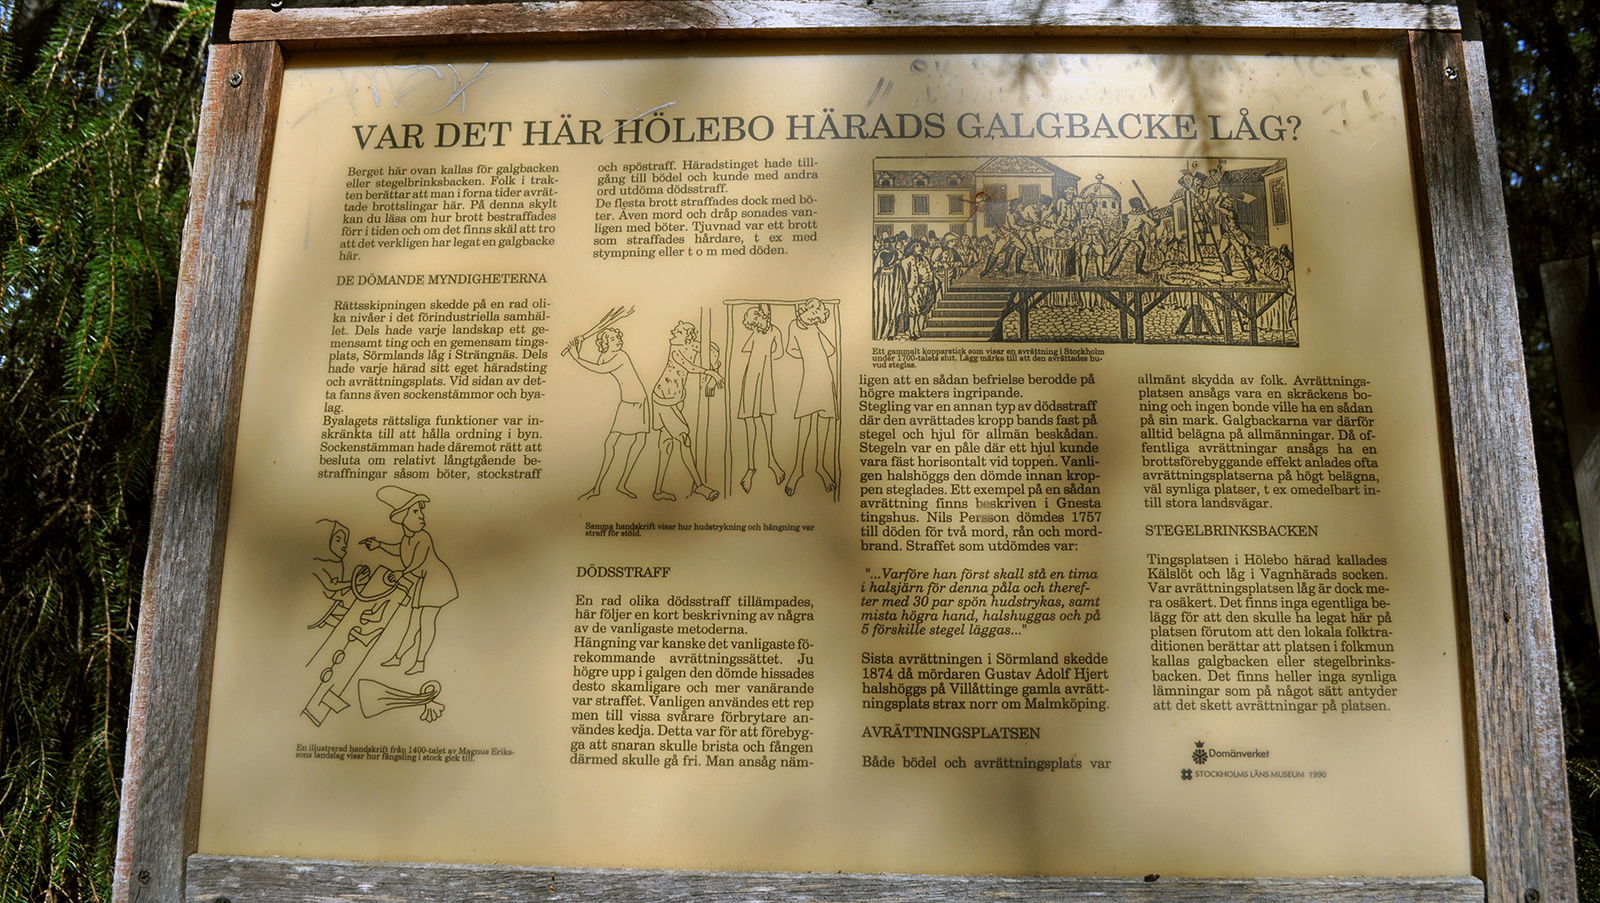 VAR DET HÄR HÖLEBO HÄRADS GALGBACKE LÅG?
Berget här ovan kallas för galgbacken
eller stegelbrinksbacken. Folk i trak-
ten berättar att man i forna tider avrät-
tade brottslingar här. På denna skylt
kan du läsa om hur brott bestraffades
förr i tiden och om det finns skäl att tro
att det verkligen har legat en galgbacke
här.
DE DÖMANDE MYNDIGHETERNA
Rättsskipningen skedde på en rad oli-
ka nivåer i det förindustriella samhäl-
let. Dels hade varje landskap ett ge-
mensamt ting och en gemensam tings-
plats, Sörmlands låg i Strängnäs. Dels
hade varje härad sitt eget häradsting
och avrättningsplats. Vid sidan av det-
ta fanns även sockenstämmor och bya-
lag.
Byalagets rättsliga funktioner var in-
skränkta till att hålla ordning i byn.
Sockenstämman hade däremot rätt att
besluta om relativt långtgående be-
straffningar såsom böter, stockstraff
En illustrerad handskrift från 1400-talet av Magnus Eriks-
sons landslag visar hur fängsling i stock gick till.
och spöstraff. Häradstinget hade till-
gång till bödel och kunde med andra
ord utdöma dödsstraff.
De flesta brott straffades dock med bö-
ter. Även mord och dråp sonades van-
ligen med böter. Tjuvnad var ett brott
som straffades hårdare, t ex med
stympning eller t o m med döden.
Samma handskrift visar hur hudstrykning och hängning var
straff för stöld.
DÖDSSTRAFF
En rad olika dödsstraff tillämpades,
här följer en kort beskrivning av några
av de vanligaste metoderna.
Hängning var kanske det vanligaste fö-
rekommande avrättningssättet. Ju
högre upp i galgen den dömde hissades
desto skamligare och mer vanärande
var straffet. Vanligen användes ett rep
men till vissa svårare förbrytare an-
vändes kedja. Detta var för att förebyg-
ga att snaran skulle brista och fången
därmed skulle gå fri. Man ansåg näm-
Ett gammalt kopparstick som visar en avrättning i Stockholm
under 1700-talets slut. Lägg märke till att den avrättades hu-
vud steglas.
ligen att en sådan befrielse berodde på
högre makters ingripande.
Stegling var en annan typ av dödsstraff
där den avrättades kropp bands fast på
stegel och hjul för allmän beskådan.
Stegeln var en påle där ett hjul kunde
vara fäst horisontalt vid toppen. Vanli-
gen halshöggs den dömde innan krop-
pen steglades. Ett exempel på en sådan
avrättning finns beskriven i Gnesta
tingshus. Nils Persson dömdes 1757
till döden för två mord, rån och mord-
brand. Straffet som utdömdes var:
"...Varföre han först skall stå en tima
i halsjärn för denna påla och theref-
ter med 30 par spön hudstrykas, samt
mista högra hand, halshuggas och på
5 förskille stegel läggas..."
Sista avrättningen i Sörmland skedde
1874 då mördaren Gustav Adolf Hjert
halshöggs på Villåttinge gamla avrätt-
ningsplats strax norr om Malmköping.
AVRÄTTNINGSPLATSEN
Både bödel och avrättningsplats var
allmänt skydda av folk. Avrättnings-
platsen ansågs vara en skräckens bo-
ning och ingen bonde ville ha en sådan
på sin mark. Galgbackarna var därför
alltid belägna på allmänningar. Då of-
fentliga avrättningar ansågs ha en
brottsförebyggande effekt anlades ofta
avrättningsplatserna på högt belägna,
väl synliga platser, t ex omedelbart in-
till stora landsvägar.
STEGELBRINKSBACKEN
Tingsplatsen i Hölebo härad kallades
Kälslöt och låg i Vagnhärads socken.
Var avrättningsplatsen låg är dock me-
ra osäkert. Det finns inga egentliga be-
lägg för att den skulle ha legat här på
platsen förutom att den lokala folktra-
ditionen berättar att platsen i folkmun
kallas galgbacken eller stegelbrinks-
backen. Det finns heller inga synliga
lämningar som på något sätt antyder
att det skett avrättningar på platsen.
Domänverket
STOCKHOLMS LÄNS MUSEUM 1990